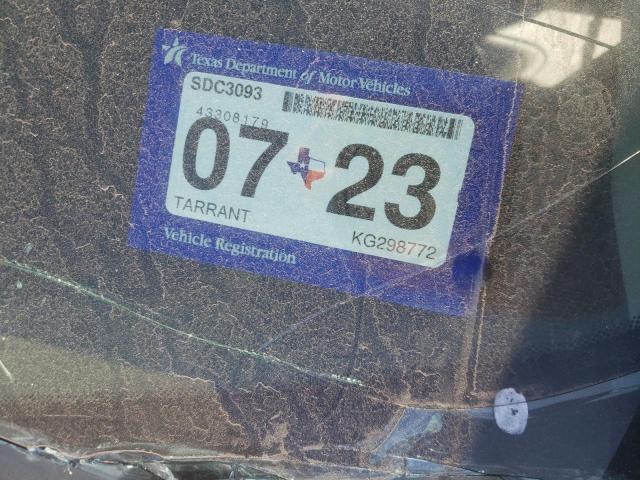 Texas Department of Motor Vehicles
SDC3093
43308179
07 23
TARRANT
KG298772
Vehicle Registration